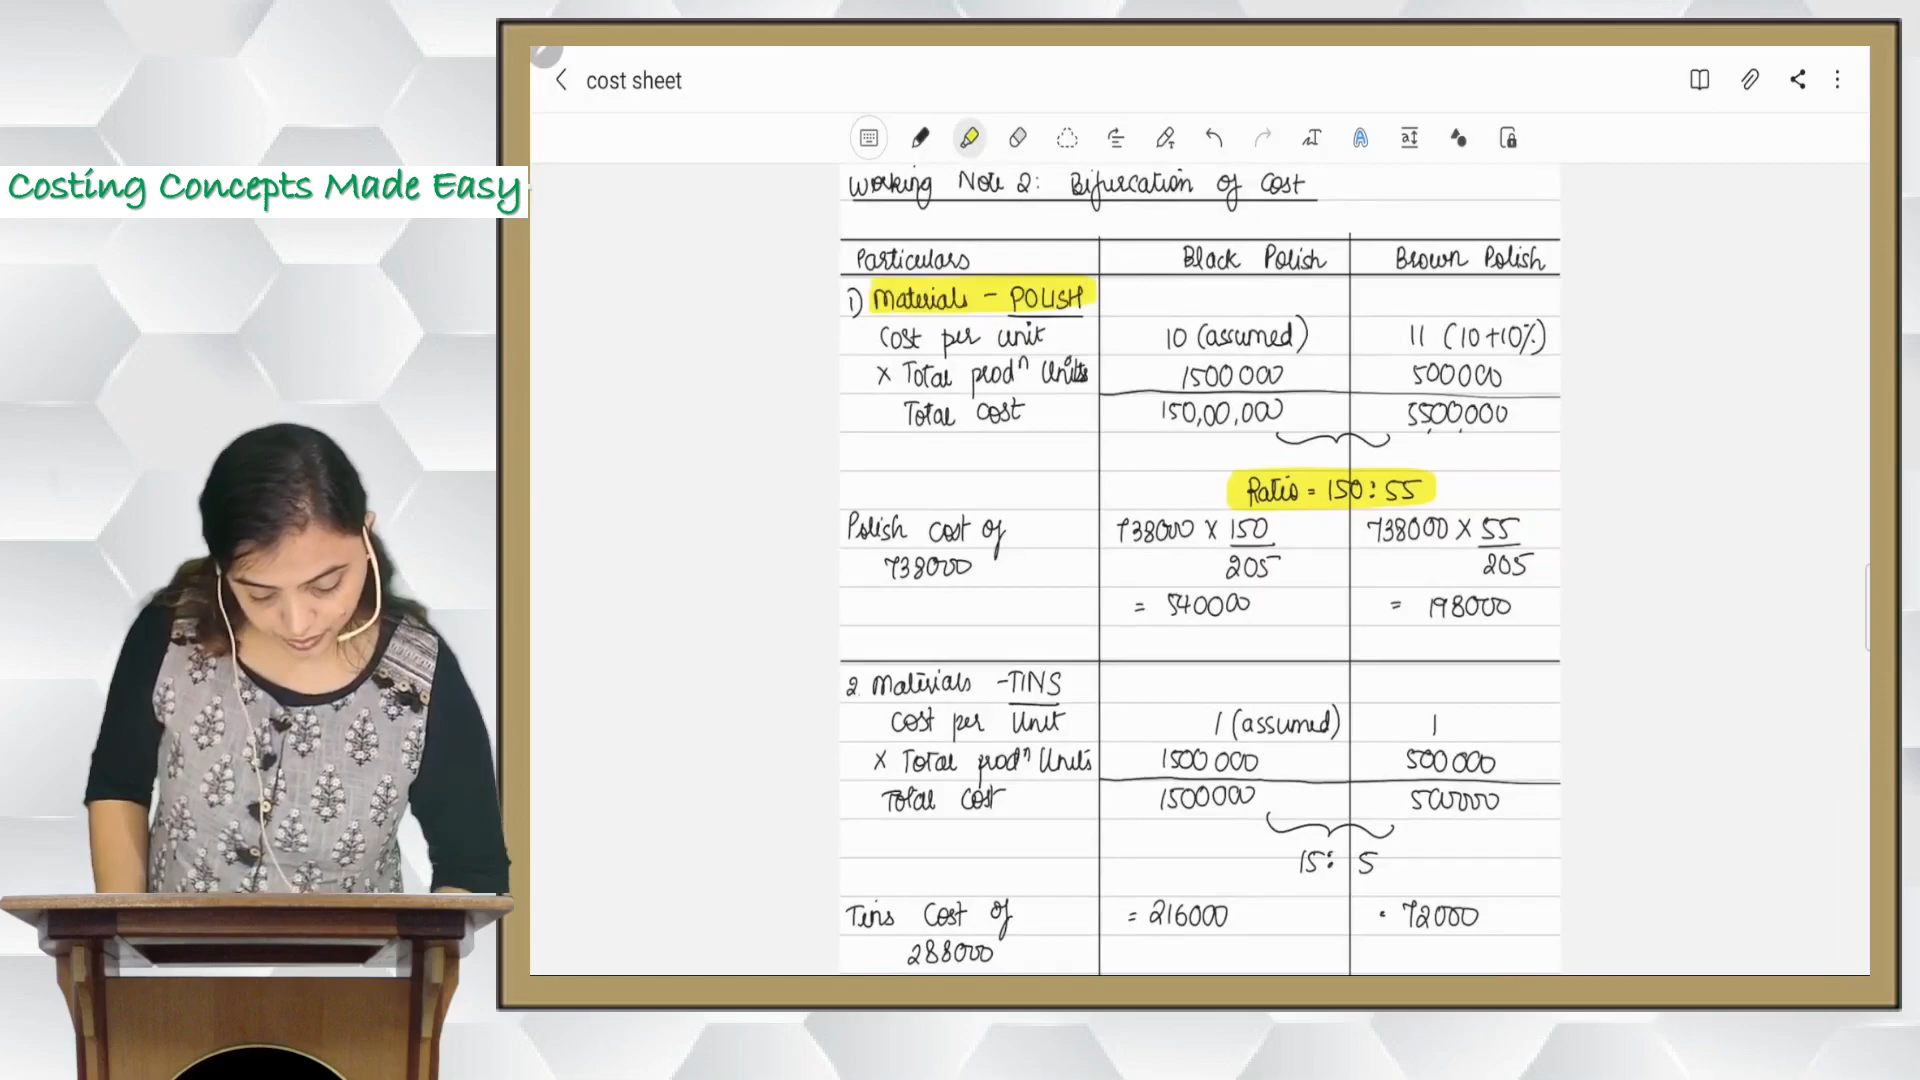 cost sheet
Costing Concepts Made Easy
Working Note 2: Bifurcation of Cost
Particulars Black Polish Brown Polish
1) Materials - POLISH
Cost per unit 10 (assumed) 11 (10+10%)
x Total prodn Units 1500000 500000
Total cost 150,00,000 5500000
Ratio = 150: 55
Polish cost of 738000 x 150 738000 x 55
738000 205 205
= 540000 = 198000
2. Materials - TINS
Cost per Unit 1 (assumed) 1
x Total prodn Units 1500000 500000
Total cost 1500000 500000
15: 5
Tins Cost of = 216000 = 72000
288000